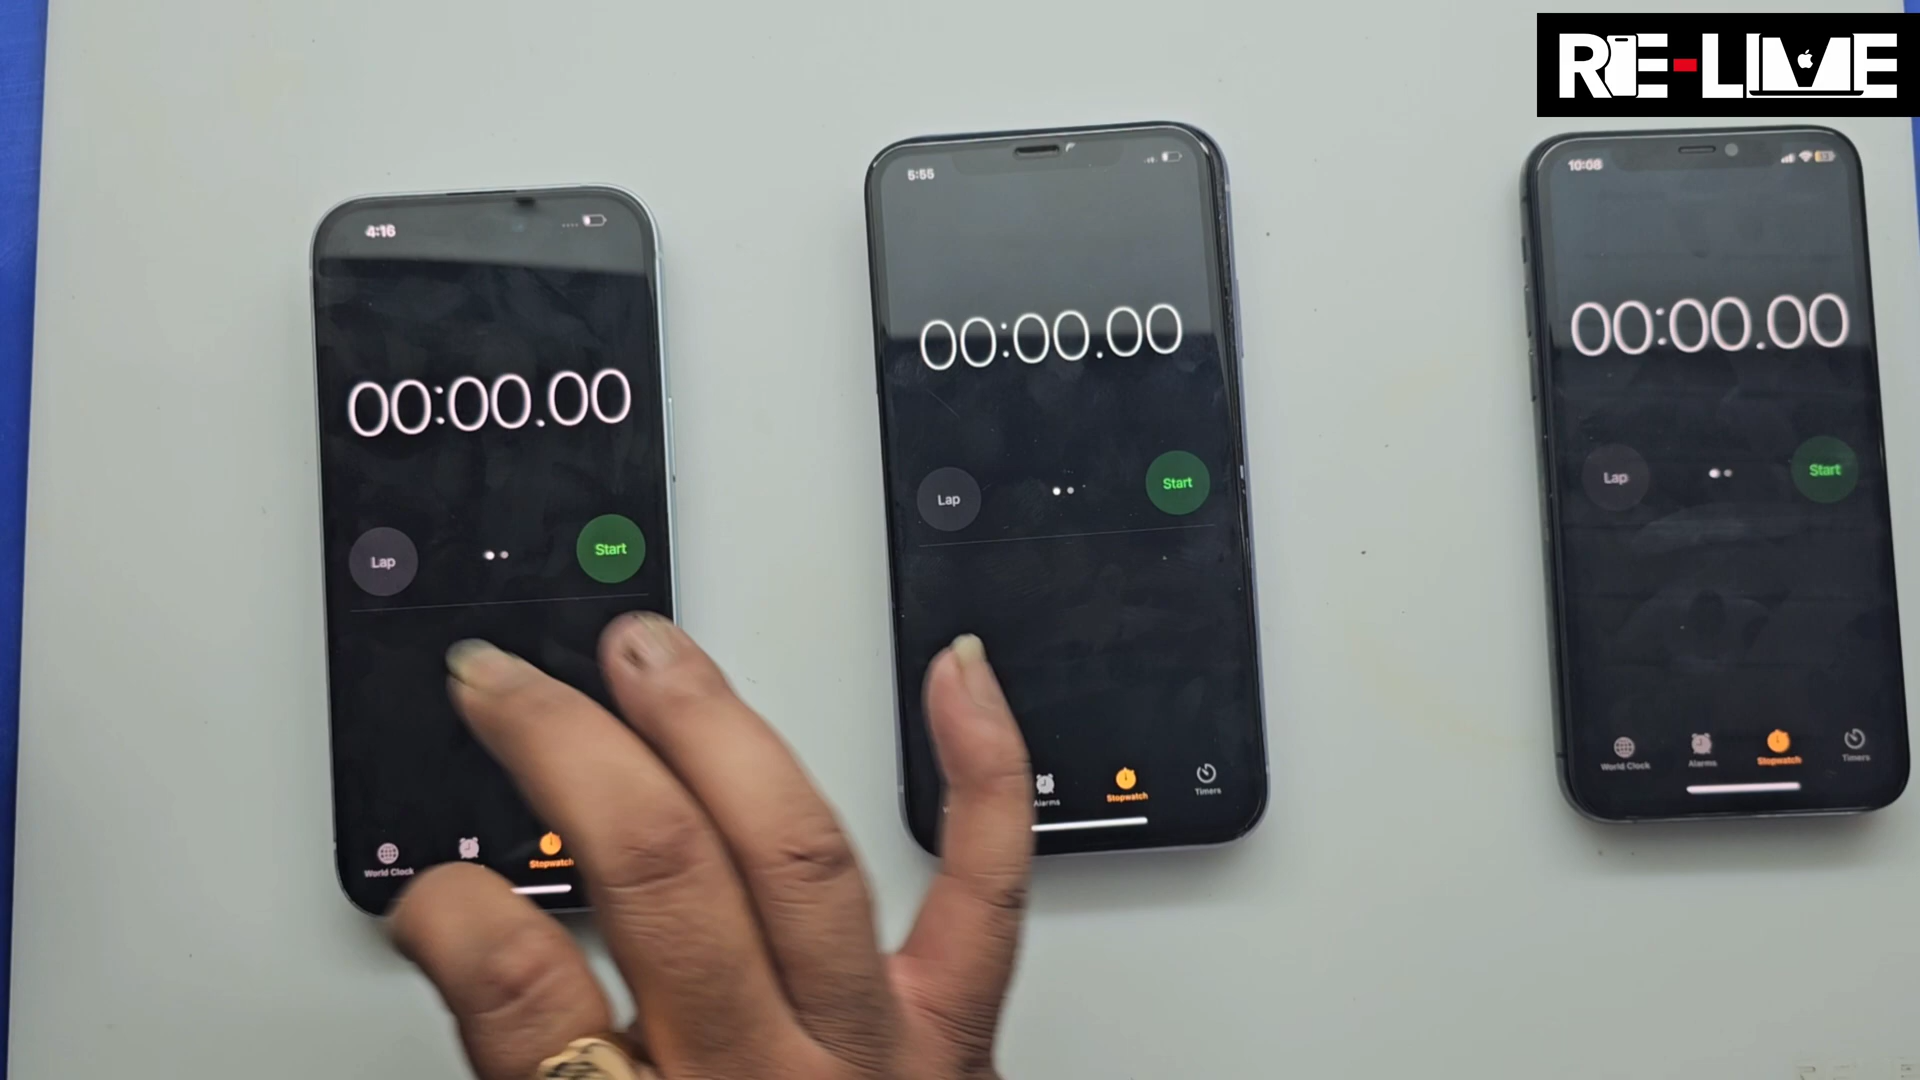 RE-LIVE
4:16
00:00.00
Lap
Start
World Clock
Stopwatch
5:55
00:00.00
Lap
Start
Alarms
Stopwatch
Timers
10:08
00:00.00
Lap
Start
World Clock
Alarms
Stopwatch
Timers